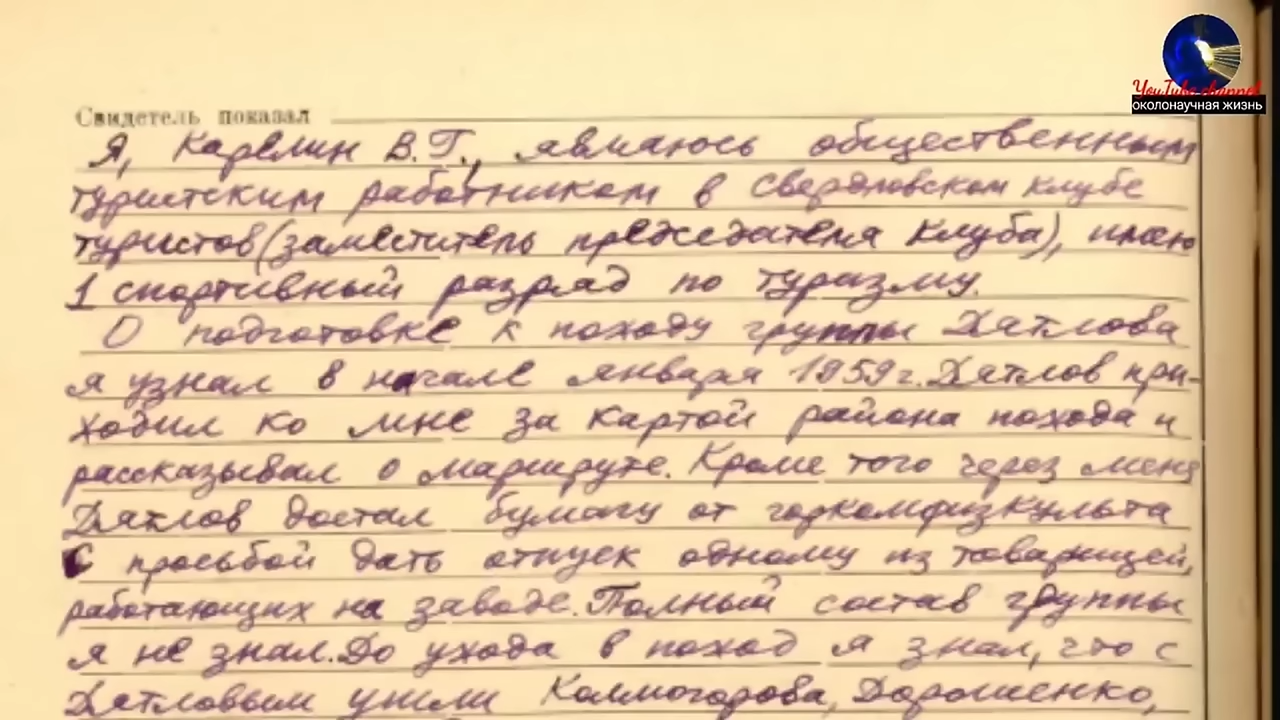 YouTube channel
околонаучная жизнь
Свидетель показал
Я, Карелин В.Г., являюсь общественным
туристским работником в Свердловском клубе
туристов (заместитель председателя клуба), имею
1 спортивный разряд по туризму.
О подготовке к походу группы Дятлова
я узнал в начале января 1959 г. Дятлов при-
ходил ко мне за картой района похода и
рассказывал о маршруте. Кроме того через меня
Дятлов достал бумагу от горкомфизкульта
с просьбой дать отпуск одному из товарищей,
работающих на заводе. Полный состав группы
я не знал. До ухода в поход я знал, что с
Дятловым ушли Колмогорова, Дорошенко,